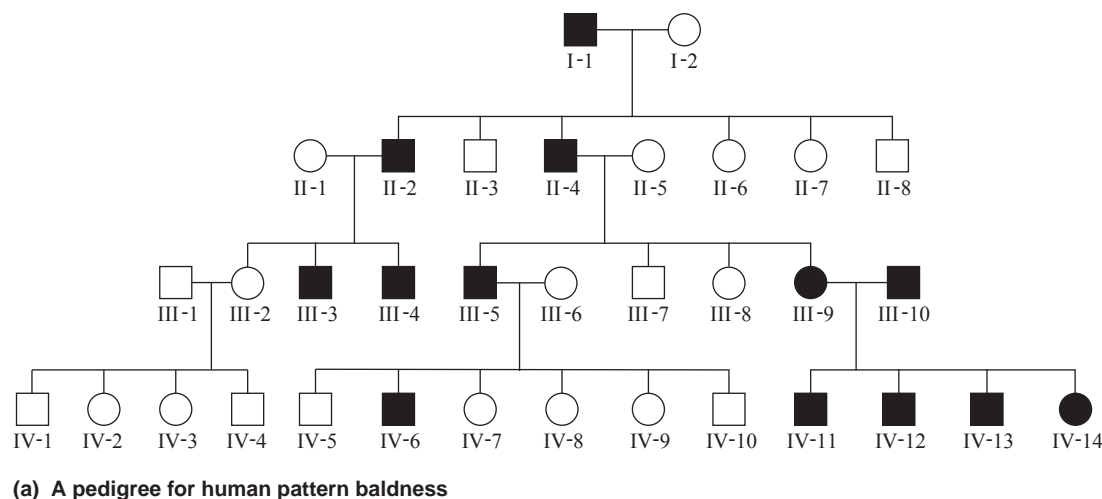 I-1 I-2
II-1 II-2 II-3 II-4 II-5 II-6 II-7 II-8
III-1 III-2 III-3 III-4 III-5 III-6 III-7 III-8 III-9 III-10
IV-1 IV-2 IV-3 IV-4 IV-5 IV-6 IV-7 IV-8 IV-9 IV-10 IV-11 IV-12 IV-13 IV-14
(a) A pedigree for human pattern baldness